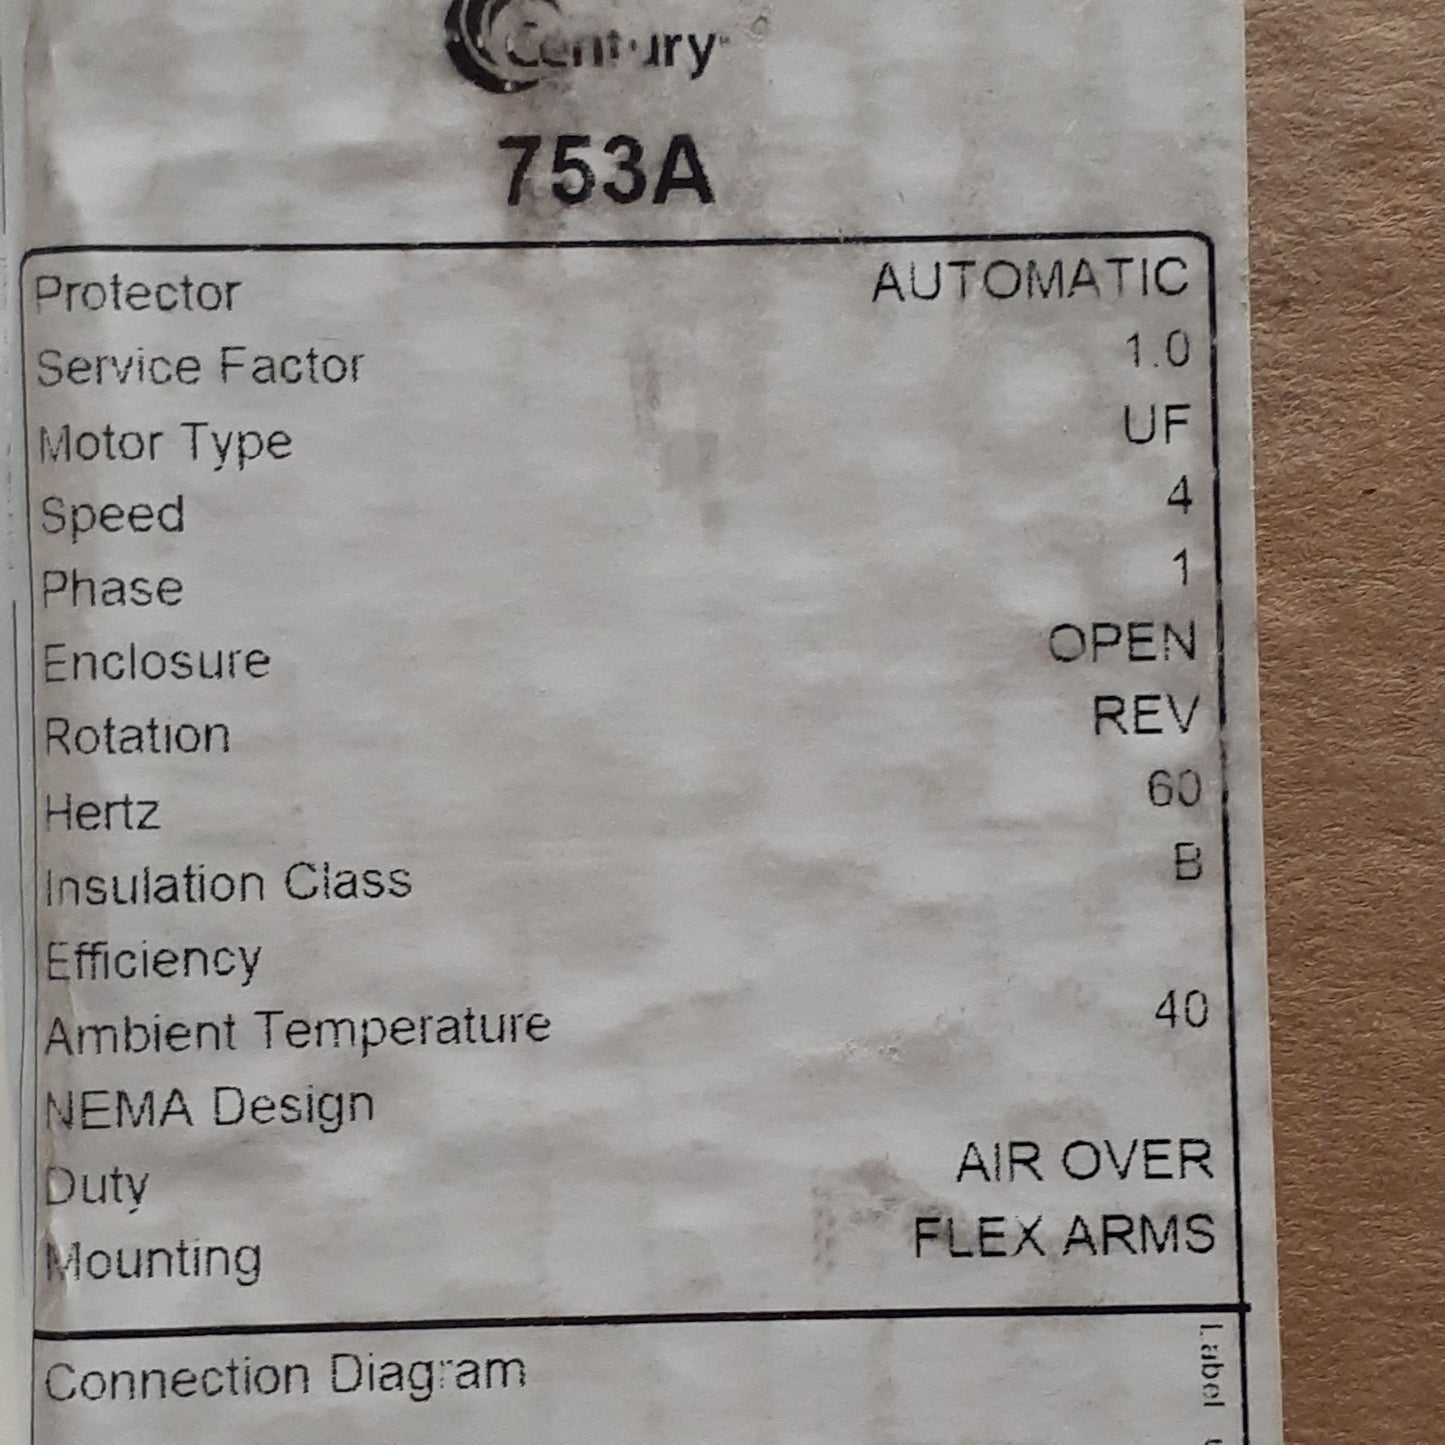 Century
753A
Protector AUTOMATIC
Service Factor 1.0
Motor Type UF
Speed 4
Phase 1
Enclosure OPEN
Rotation REV
Hertz 60
Insulation Class B
Efficiency
Ambient Temperature 40
NEMA Design
Duty AIR OVER
Mounting FLEX ARMS
Connection Diagram
Label